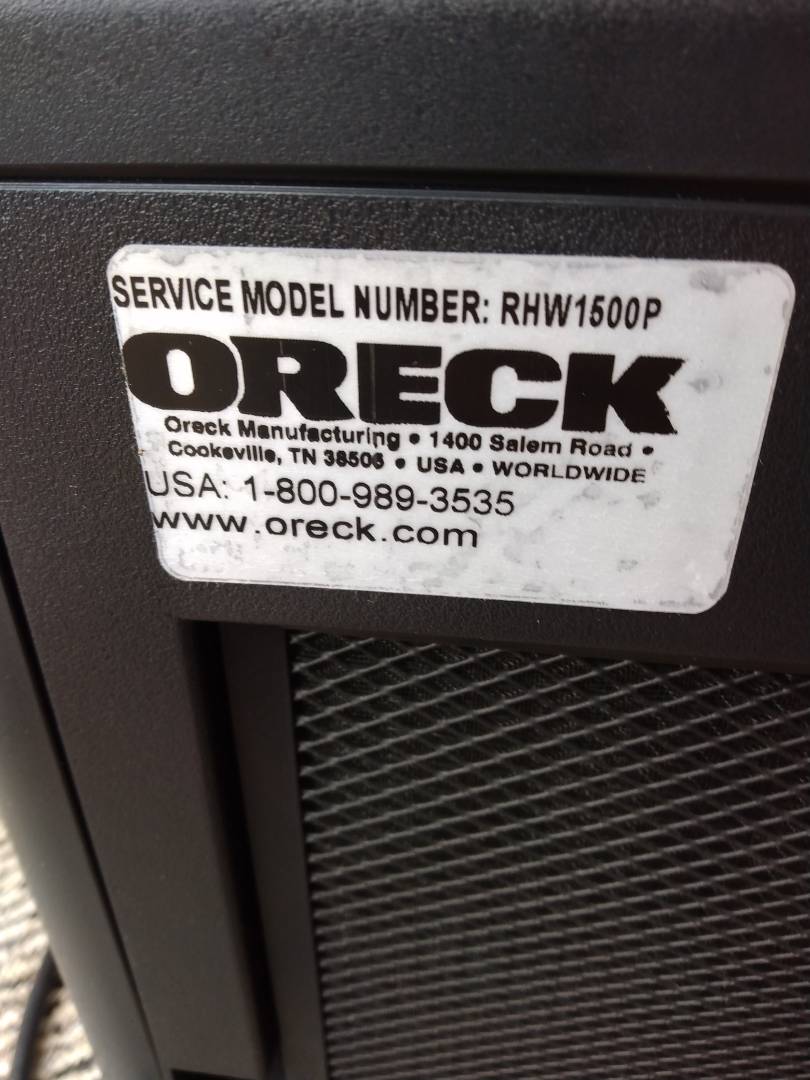 SERVICE MODEL NUMBER: RHW1500P
ORECK
Oreck Manufacturing • 1400 Salem Road •
Cookeville, TN 38506 • USA • WORLDWIDE
USA: 1-800-989-3535
www.oreck.com